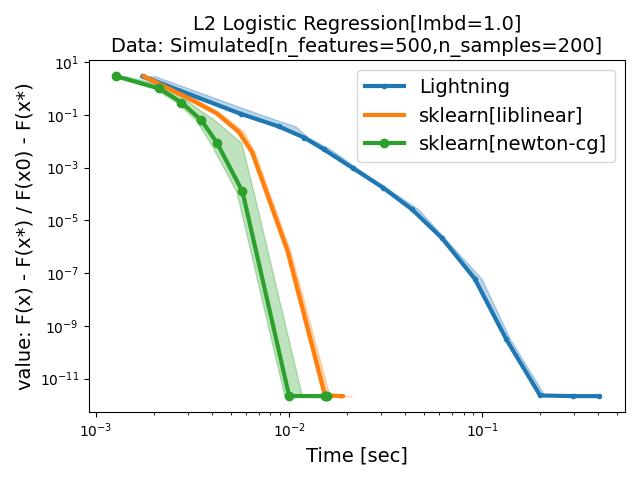 L2 Logistic Regression[lmbd=1.0]
Data: Simulated[n_features=500,n_samples=200]
value: F(x) - F(x*) / F(x0) - F(x*)
10¹
10⁻¹
10⁻³
10⁻⁵
10⁻⁷
10⁻⁹
10⁻¹¹
Lightning
sklearn[liblinear]
sklearn[newton-cg]
10⁻³
10⁻²
10⁻¹
Time [sec]